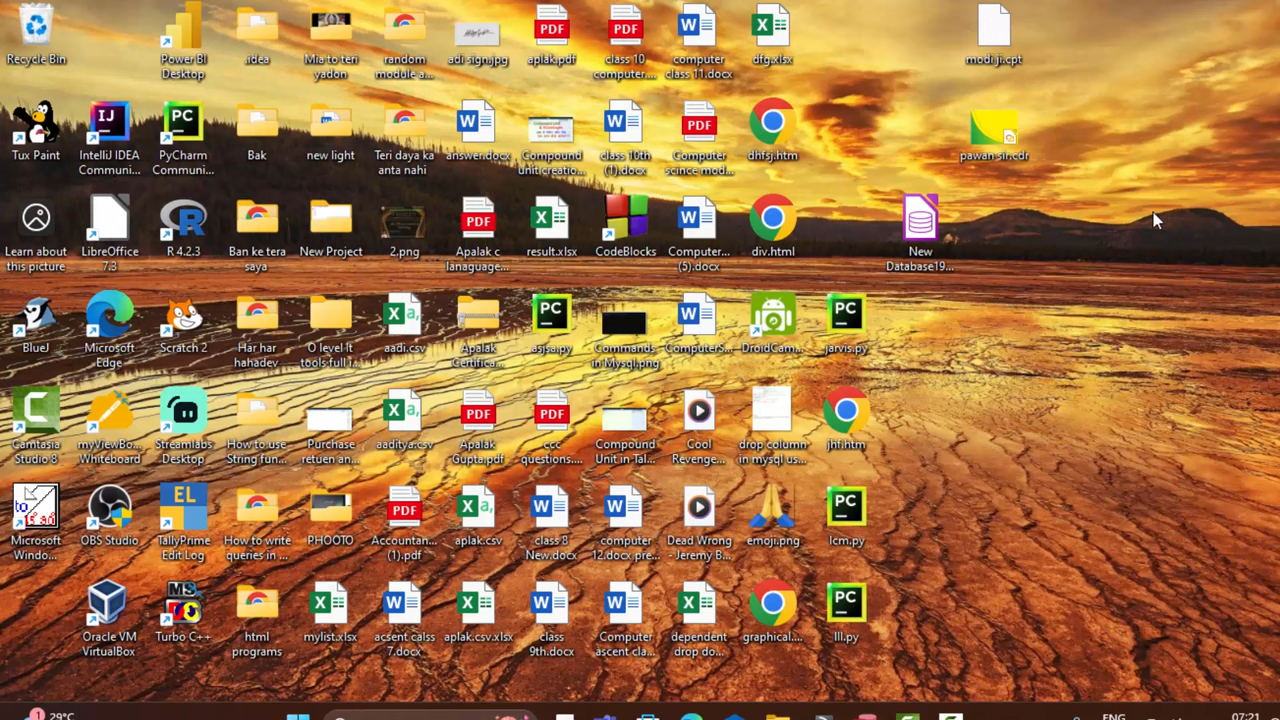 Recycle Bin
Power BI
Desktop
.idea
Mia to teri
yadon
random
module a...
adi sign.jpg
aplak.pdf
class 10
computer....
computer
class 11.docx
dfg.xlsx
modi ji.cpt
Tux Paint
IntelliJ IDEA
Communi...
PyCharm
Communi...
Bak
new light
Teri daya ka
anta nahi
answer.docx
Compound
unit creatio...
class 10th
(1).docx
Computer
scince mod...
dhfsj.htm
pawan sir.cdr
Learn about
this picture
LibreOffice
7.3
R 4.2.3
Ban ke tera
saya
New Project
2.png
Apalak c
lanaguage...
result.xlsx
CodeBlocks
Computer...
(5).docx
div.html
New
Database19...
BlueJ
Microsoft
Edge
Scratch 2
Har har
hahadev
O level It
tools full i...
aadi.csv
Apalak
Certifica...
asjsa.py
Commands
in Mysql.png
ComputerS...
DroidCam...
jarvis.py
Camtasia
Studio 8
myViewBo...
Whiteboard
Streamlabs
Desktop
How to use
String fun...
Purchase
retuen an...
aaditya.csv
Apalak
Gupta.pdf
ccc
questions....
Compound
Unit in Tal...
Cool
Revenge...
drop column
in mysql us...
jhfi.htm
Microsoft
Windo...
OBS Studio
TallyPrime
Edit Log
How to write
queries in ...
PHOOTO
Accountan...
(1).pdf
aplak.csv
class 8
New.docx
computer
12.docx pre...
Dead Wrong
- Jeremy B...
emoji.png
lcm.py
Oracle VM
VirtualBox
Turbo C++
html
programs
mylist.xlsx
acsent calss
7.docx
aplak.csv.xlsx
class
9th.docx
Computer
ascent cla...
dependent
drop do...
graphical....
lll.py
1
29°C
ENG
07:21